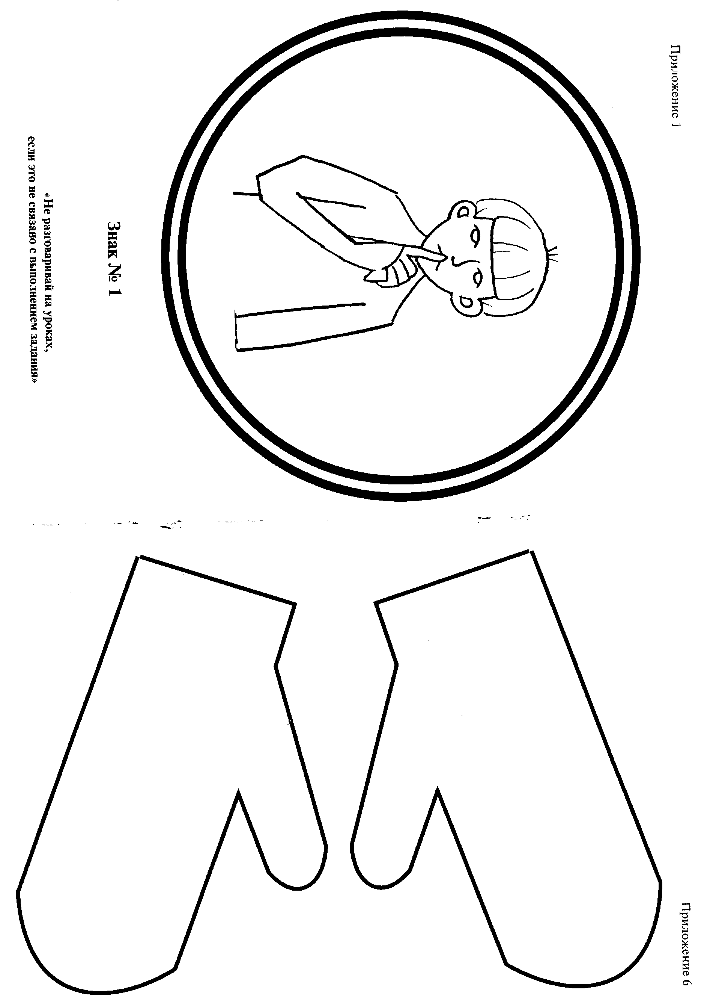 Приложение 1
Знак № 1
«Не разговаривай на уроках,
если это не связано с выполнением задания»
Приложение 6